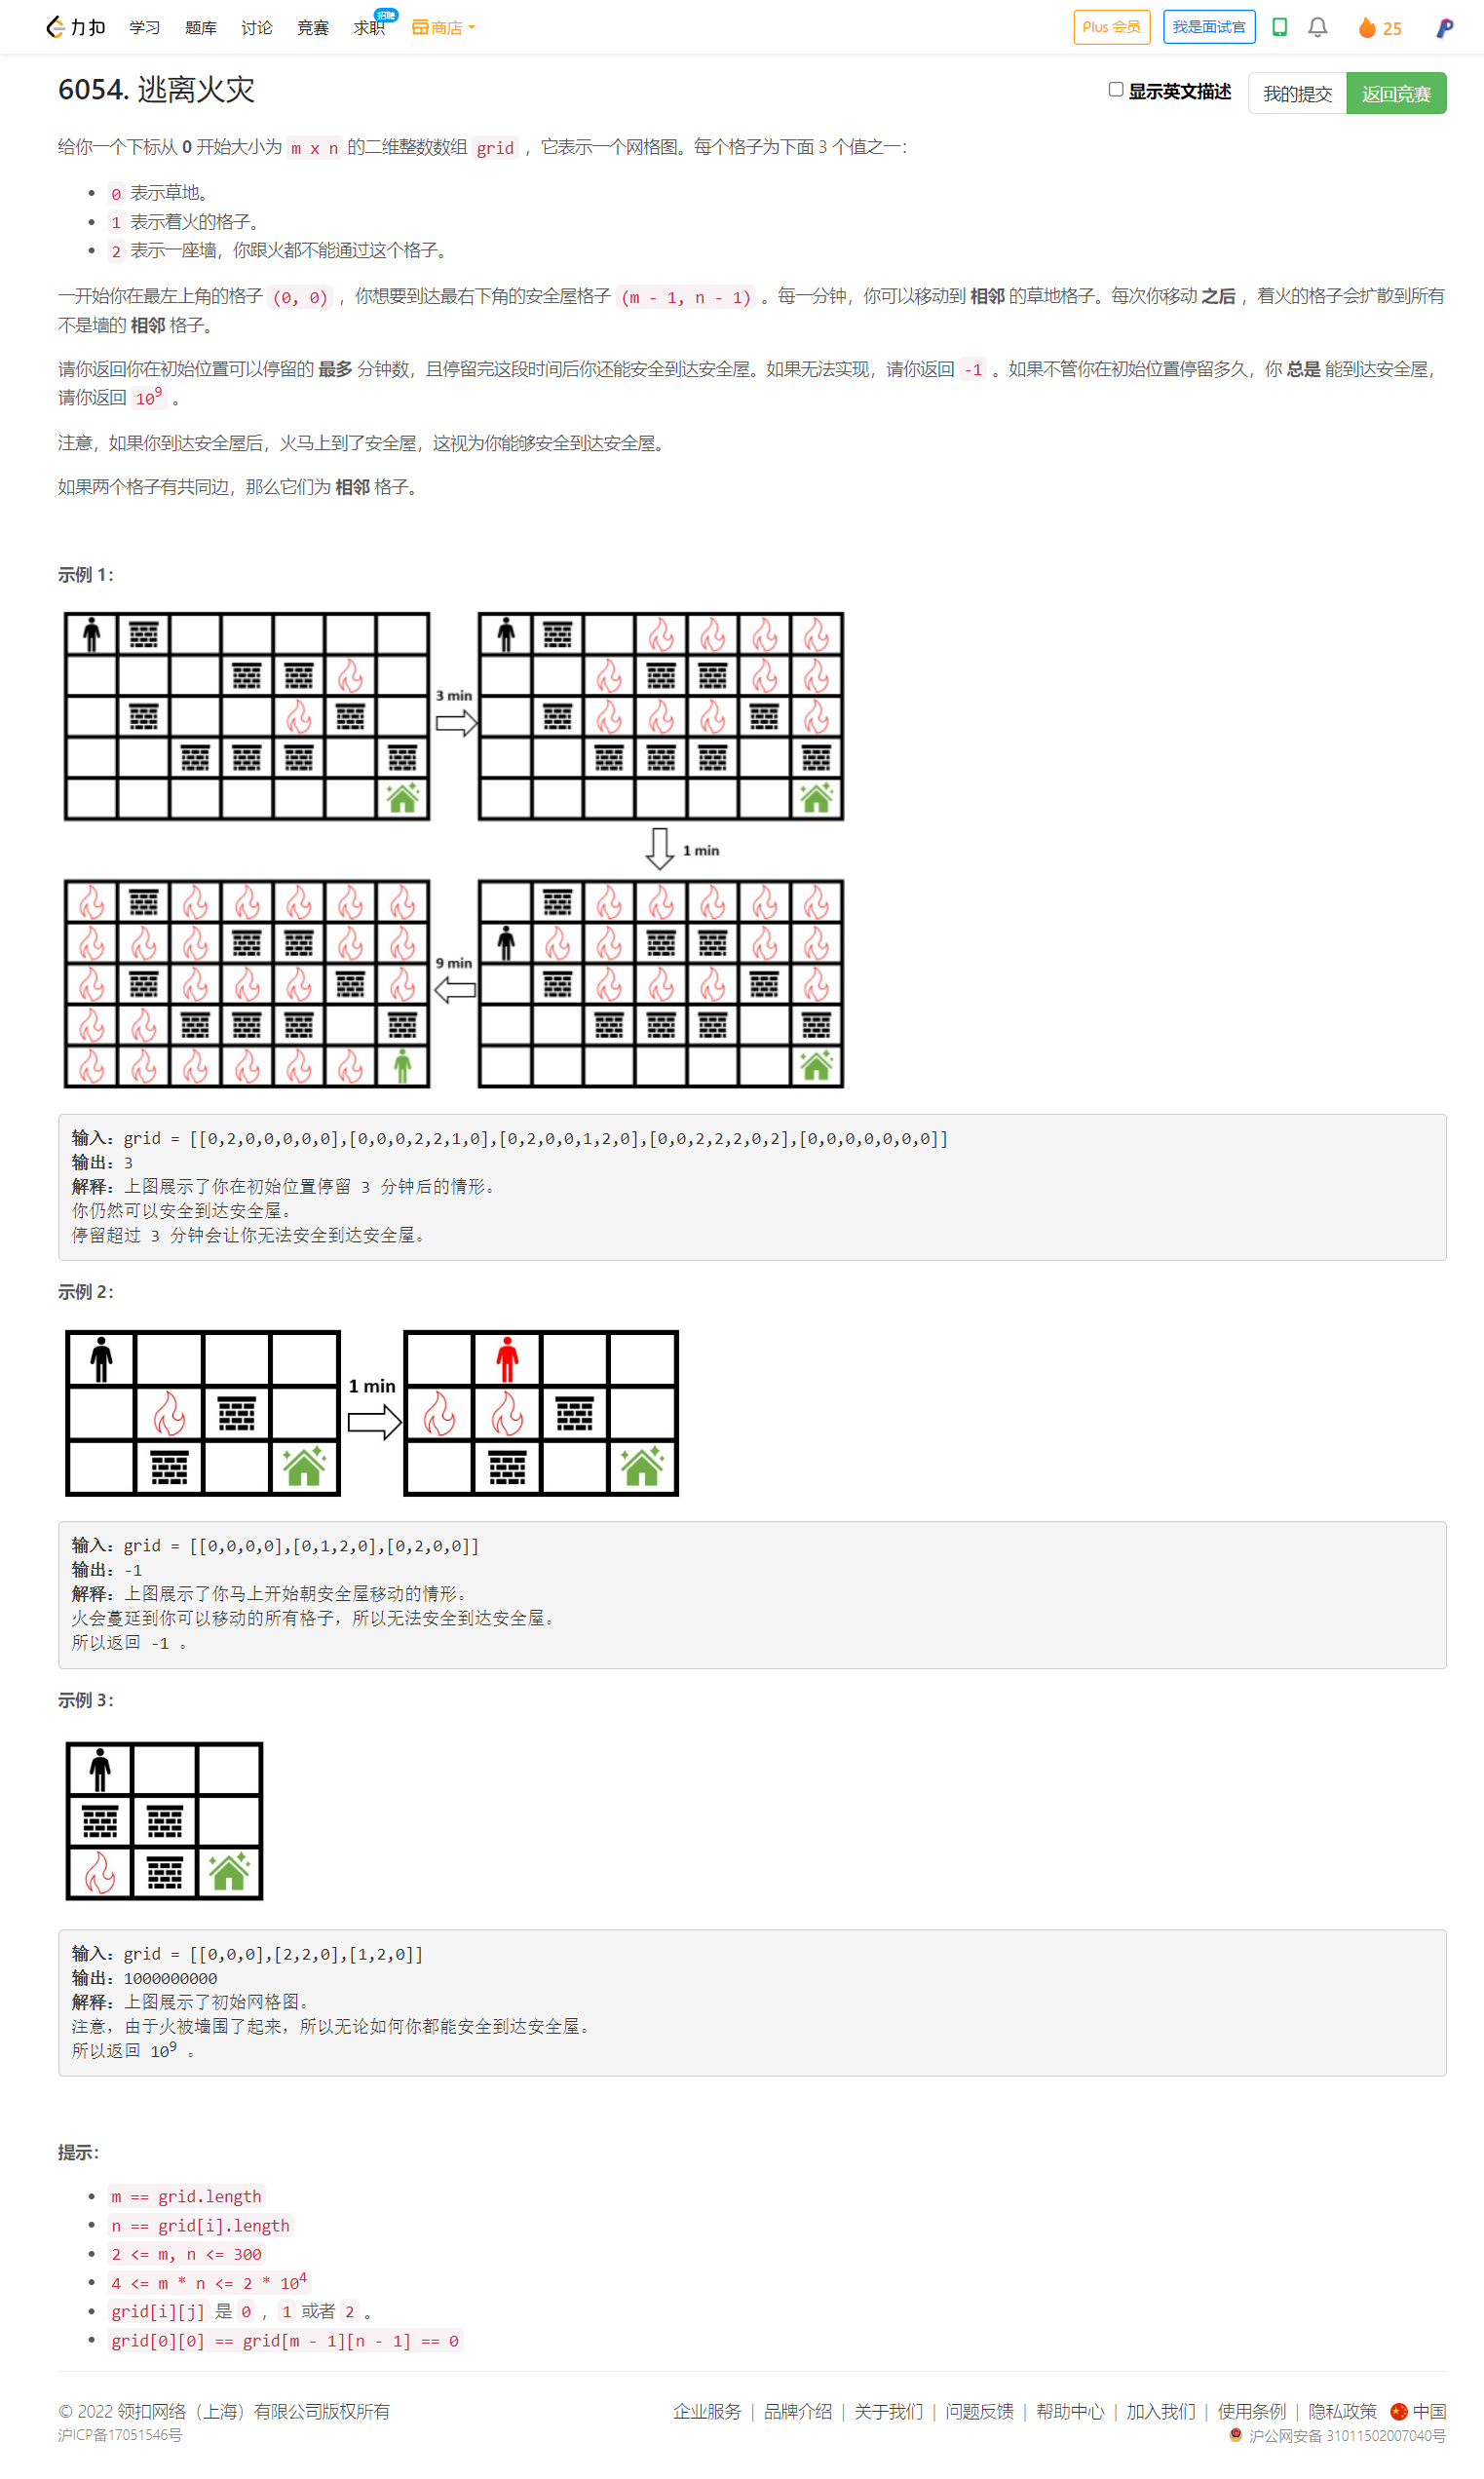 力扣 学习 题库 讨论 竞赛 求职 招聘 商店 Plus 会员 我是面试官 25
6054. 逃离火灾 显示英文描述 我的提交 返回竞赛
给你一个下标从 0 开始大小为 m x n 的二维整数数组 grid ，它表示一个网格图。每个格子为下面 3 个值之一：
• 0 表示草地。
• 1 表示着火的格子。
• 2 表示一座墙，你跟火都不能通过这个格子。
一开始你在最左上角的格子 (0, 0) ，你想要到达最右下角的安全屋格子 (m - 1, n - 1) 。每一分钟，你可以移动到 相邻 的草地格子。每次你移动 之后 ，着火的格子会扩散到所有
不是墙的 相邻 格子。
请你返回你在初始位置可以停留的 最多 分钟数，且停留完这段时间后你还能安全到达安全屋。如果无法实现，请你返回 -1 。如果不管你在初始位置停留多久，你 总是 能到达安全屋，
请你返回 10⁹ 。
注意，如果你到达安全屋后，火马上到了安全屋，这视为你能够安全到达安全屋。
如果两个格子有共同边，那么它们为 相邻 格子。
示例 1：
3 min
1 min
9 min
输入：grid = [[0,2,0,0,0,0,0],[0,0,0,2,2,1,0],[0,2,0,0,1,2,0],[0,0,2,2,2,0,2],[0,0,0,0,0,0,0]]
输出：3
解释：上图展示了你在初始位置停留 3 分钟后的情形。
你仍然可以安全到达安全屋。
停留超过 3 分钟会让你无法安全到达安全屋。
示例 2：
1 min
输入：grid = [[0,0,0,0],[0,1,2,0],[0,2,0,0]]
输出：-1
解释：上图展示了你马上开始朝安全屋移动的情形。
火会蔓延到你可以移动的所有格子，所以无法安全到达安全屋。
所以返回 -1 。
示例 3：
输入：grid = [[0,0,0],[2,2,0],[1,2,0]]
输出：1000000000
解释：上图展示了初始网格图。
注意，由于火被墙围了起来，所以无论如何你都能安全到达安全屋。
所以返回 10⁹ 。
提示：
• m == grid.length
• n == grid[i].length
• 2 <= m, n <= 300
• 4 <= m * n <= 2 * 10⁴
• grid[i][j] 是 0 ，1 或者 2 。
• grid[0][0] == grid[m - 1][n - 1] == 0
© 2022 领扣网络（上海）有限公司版权所有 企业服务 | 品牌介绍 | 关于我们 | 问题反馈 | 帮助中心 | 加入我们 | 使用条例 | 隐私政策 中国
沪ICP备17051546号 沪公网安备 31011502007040号